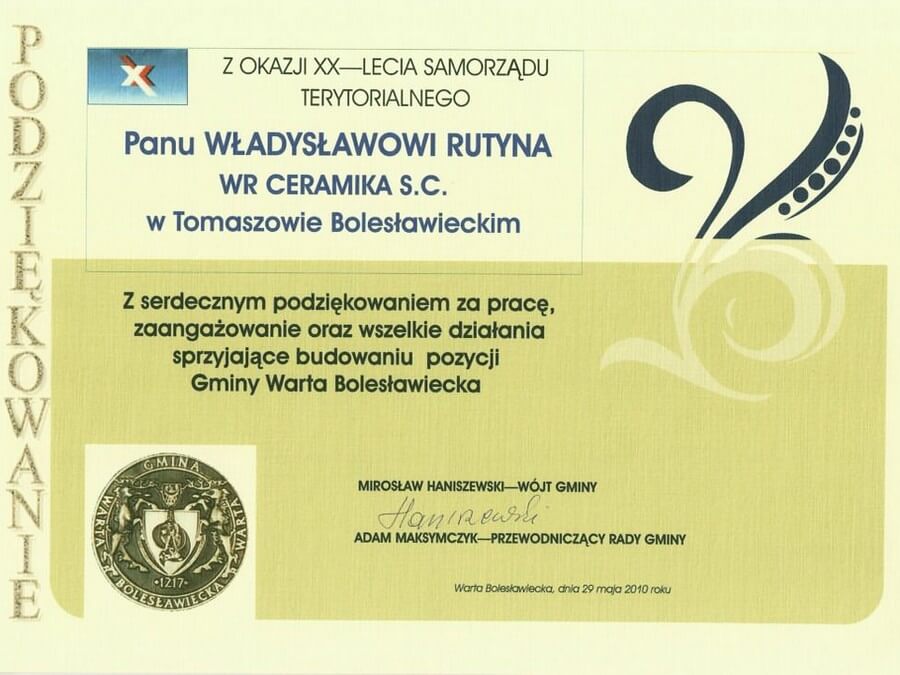 PODZIĘKOWANIE
Z OKAZJI XX—LECIA SAMORZĄDU
TERYTORIALNEGO
Panu WŁADYSŁAWOWI RUTYNA
WR CERAMIKA S.C.
w Tomaszowie Bolesławieckim
Z serdecznym podziękowaniem za pracę,
zaangażowanie oraz wszelkie działania
sprzyjające budowaniu pozycji
Gminy Warta Bolesławiecka
GMINA
WARTA
BOLESŁAWIECKA
•1217•
MIROSŁAW HANISZEWSKI—WÓJT GMINY
Haniszewski
ADAM MAKSYMCZYK—PRZEWODNICZĄCY RADY GMINY
Warta Bolesławiecka, dnia 29 maja 2010 roku